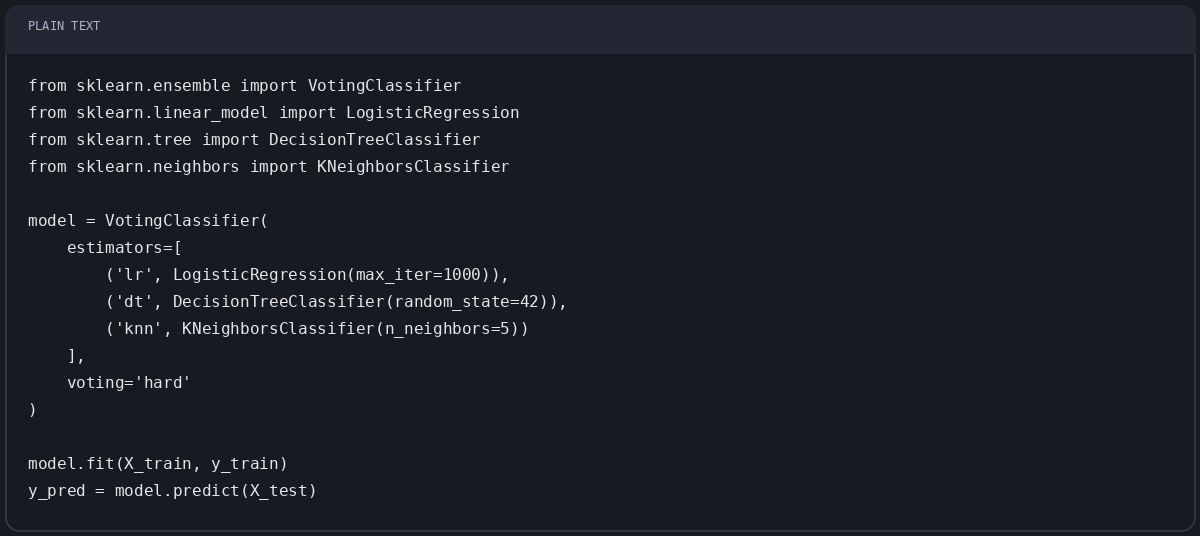 PLAIN TEXT
from sklearn.ensemble import VotingClassifier
from sklearn.linear_model import LogisticRegression
from sklearn.tree import DecisionTreeClassifier
from sklearn.neighbors import KNeighborsClassifier

model = VotingClassifier(
    estimators=[
        ('lr', LogisticRegression(max_iter=1000)),
        ('dt', DecisionTreeClassifier(random_state=42)),
        ('knn', KNeighborsClassifier(n_neighbors=5))
    ],
    voting='hard'
)

model.fit(X_train, y_train)
y_pred = model.predict(X_test)